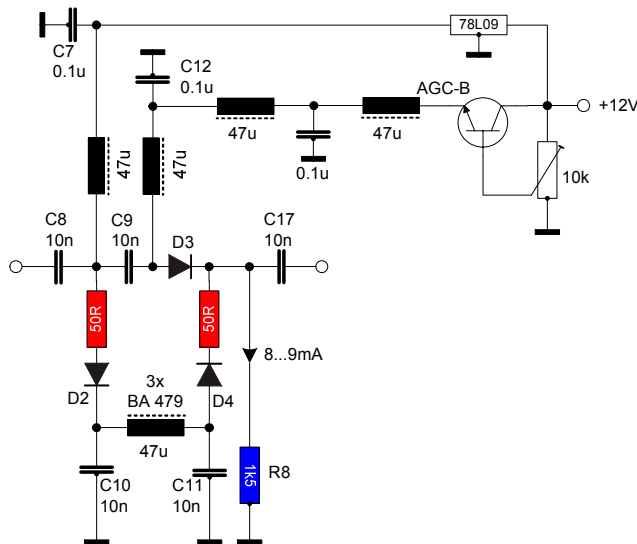 C7
0.1u
78L09
C12
0.1u
AGC-B
+12V
47u
47u
0.1u
10k
47u
47u
C8
10n
C9
10n
D3
C17
10n
50R
50R
8...9mA
D2
3x
BA 479
D4
47u
C10
10n
C11
10n
1k5
R8